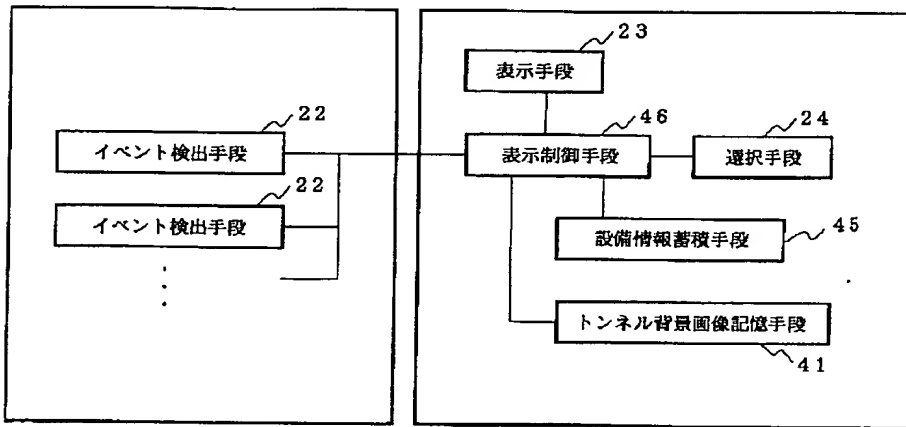 22
イベント検出手段
22
イベント検出手段
23
表示手段
46
表示制御手段
24
選択手段
設備情報蓄積手段
45
トンネル背景画像記憶手段
41